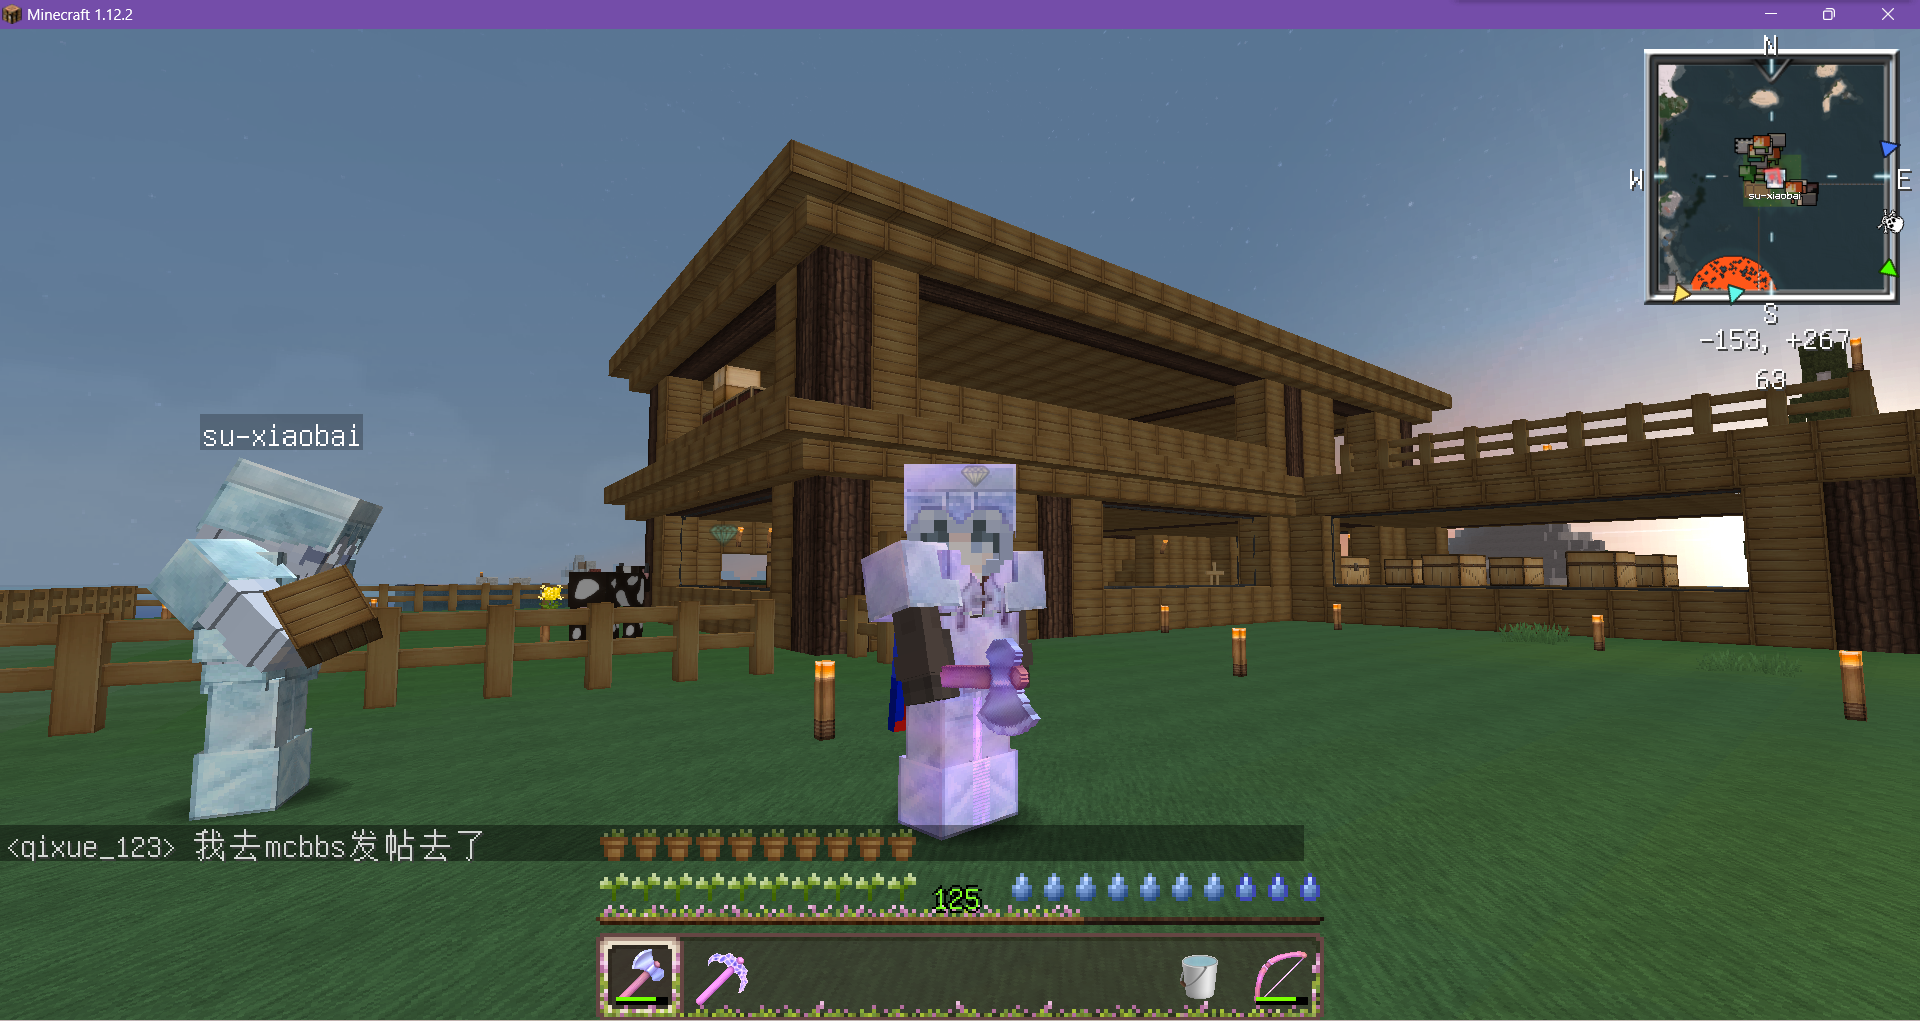 Minecraft 1.12.2
N
W
E
su-xiaobai
S
-153, +267
63
su-xiaobai
<qixue_123> 我去mcbbs发帖去了
125